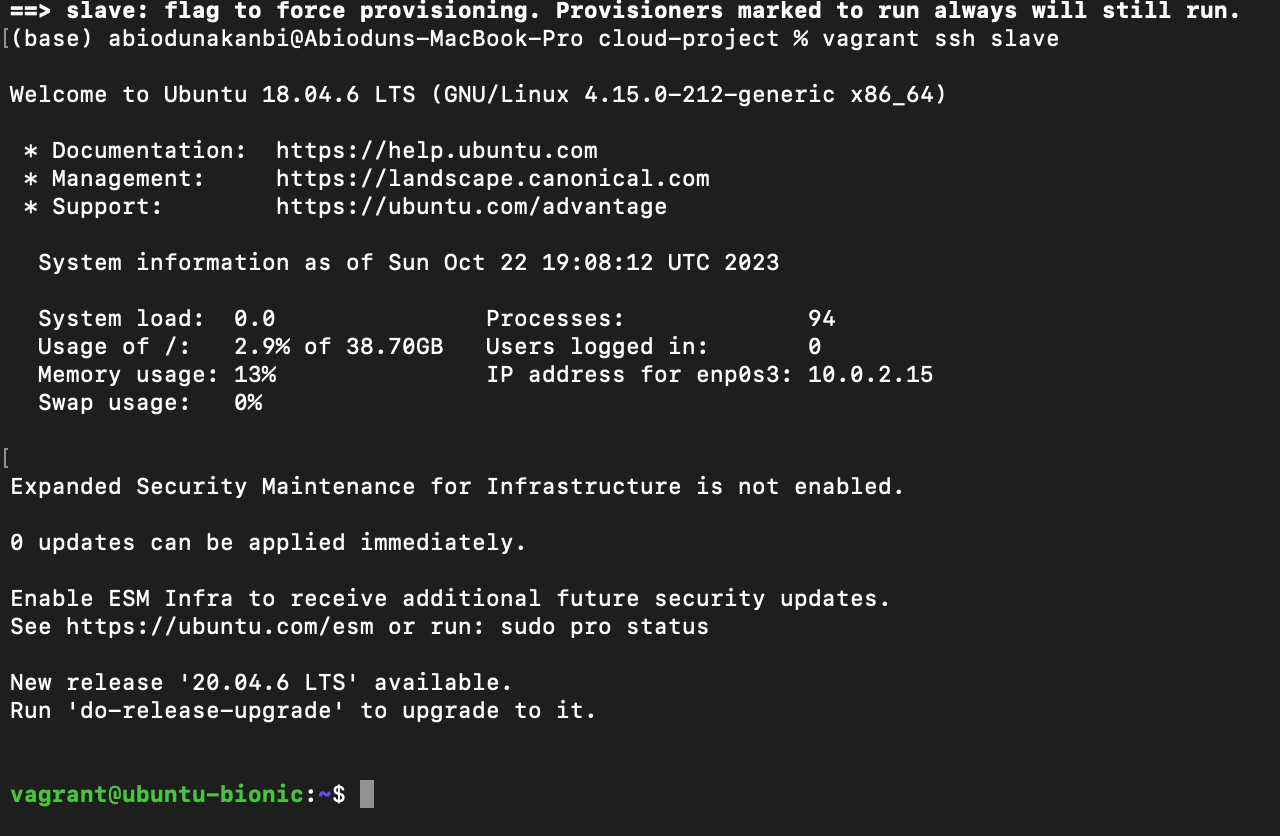 ==> slave: flag to force provisioning. Provisioners marked to run always will still run.
[(base) abiodunakanbi@Abioduns-MacBook-Pro cloud-project % vagrant ssh slave
Welcome to Ubuntu 18.04.6 LTS (GNU/Linux 4.15.0-212-generic x86_64)
* Documentation:  https://help.ubuntu.com
* Management:     https://landscape.canonical.com
* Support:        https://ubuntu.com/advantage
System information as of Sun Oct 22 19:08:12 UTC 2023
System load:  0.0               Processes:             94
Usage of /:   2.9% of 38.70GB   Users logged in:       0
Memory usage: 13%               IP address for enp0s3: 10.0.2.15
Swap usage:   0%
[
Expanded Security Maintenance for Infrastructure is not enabled.
0 updates can be applied immediately.
Enable ESM Infra to receive additional future security updates.
See https://ubuntu.com/esm or run: sudo pro status
New release '20.04.6 LTS' available.
Run 'do-release-upgrade' to upgrade to it.
vagrant@ubuntu-bionic:~$